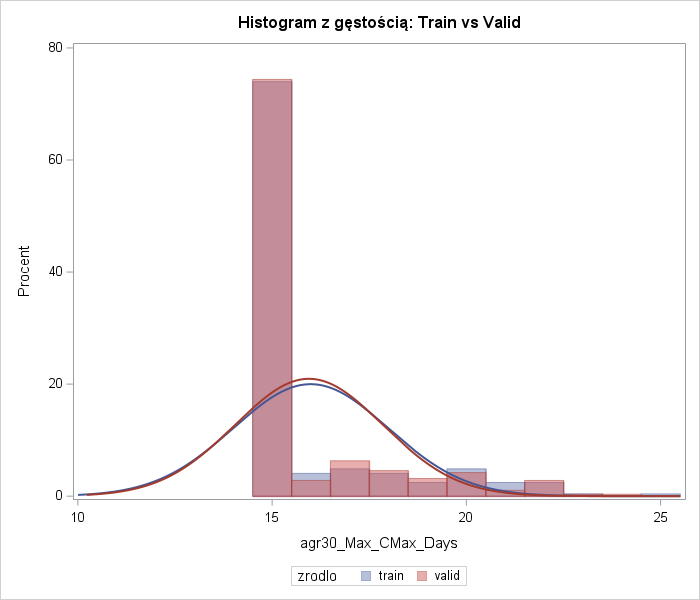 Histogram z gęstością: Train vs Valid
80
60
40
20
0
Procent
10
15
20
25
agr30_Max_CMax_Days
zrodlo train valid